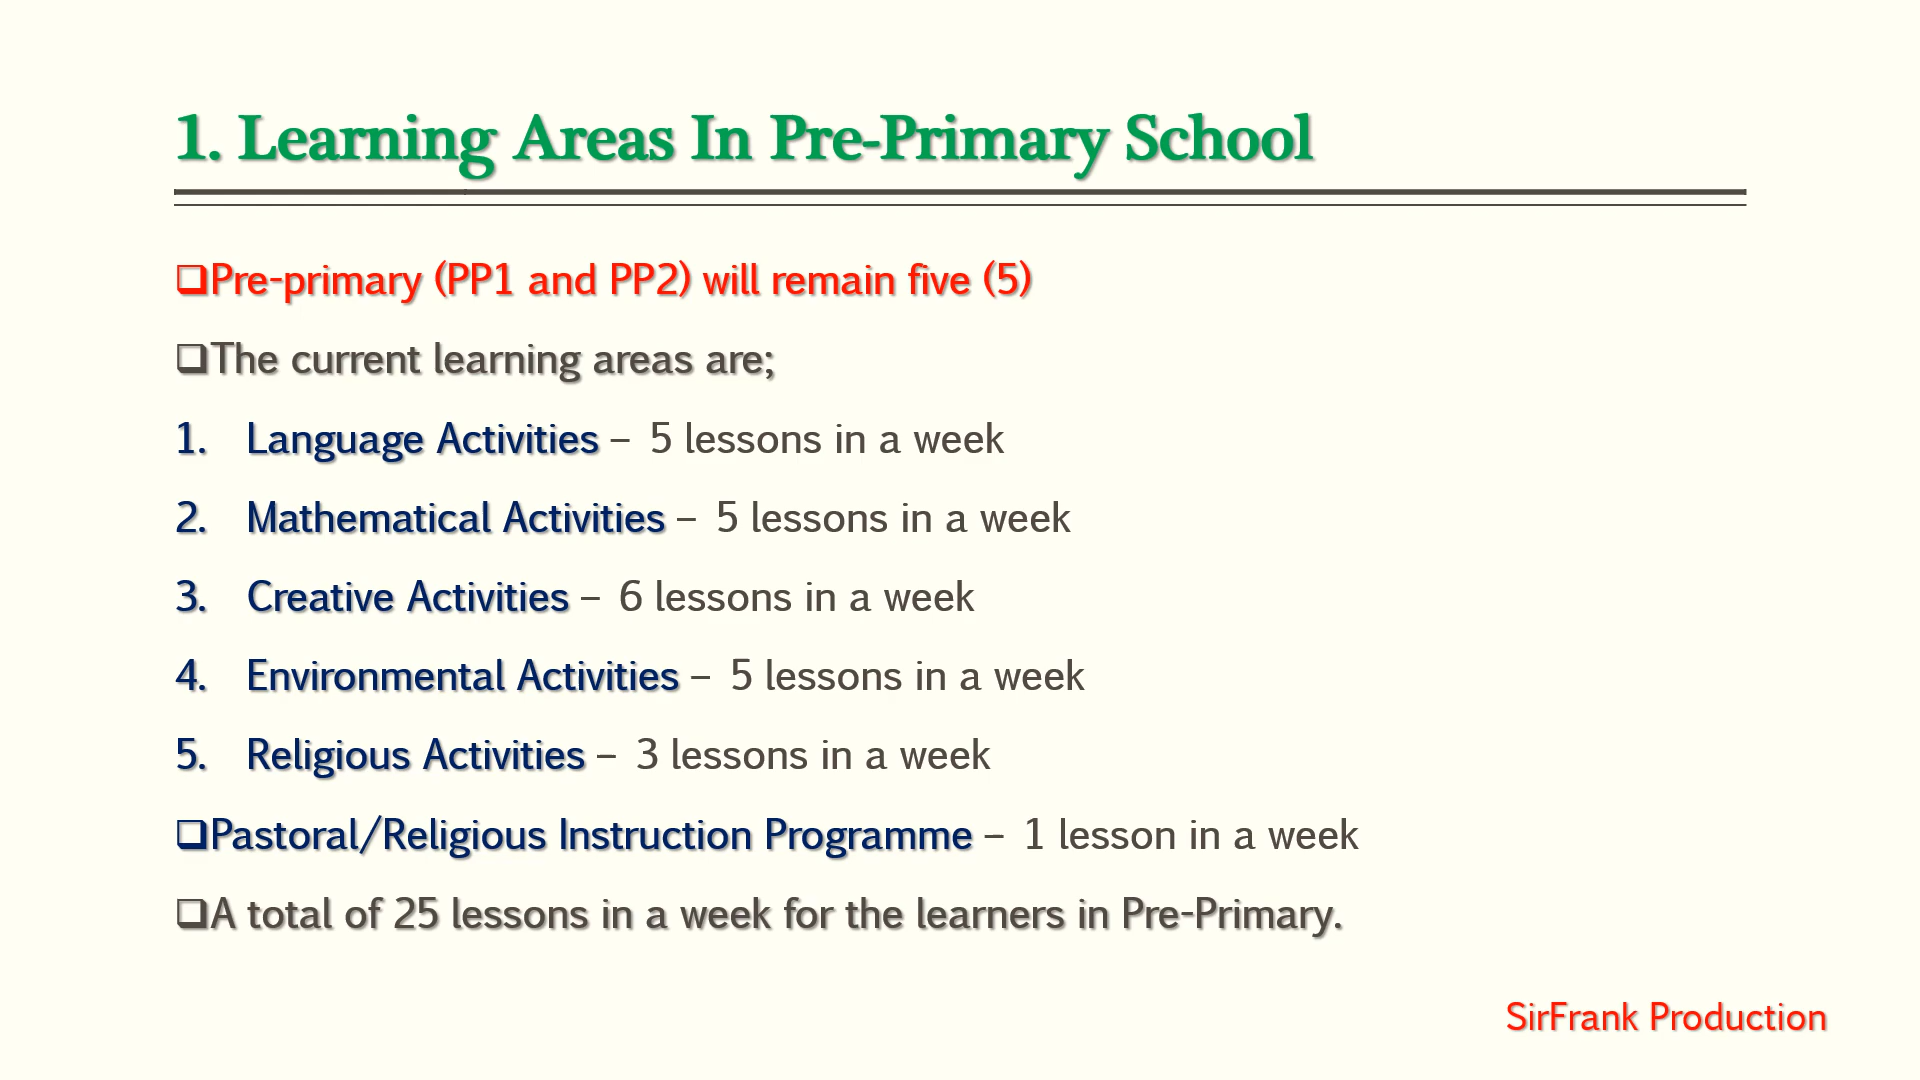 1. Learning Areas In Pre-Primary School
❑Pre-primary (PP1 and PP2) will remain five (5)
❑The current learning areas are;
1. Language Activities – 5 lessons in a week
2. Mathematical Activities – 5 lessons in a week
3. Creative Activities – 6 lessons in a week
4. Environmental Activities – 5 lessons in a week
5. Religious Activities – 3 lessons in a week
❑Pastoral/Religious Instruction Programme – 1 lesson in a week
❑A total of 25 lessons in a week for the learners in Pre-Primary.
SirFrank Production